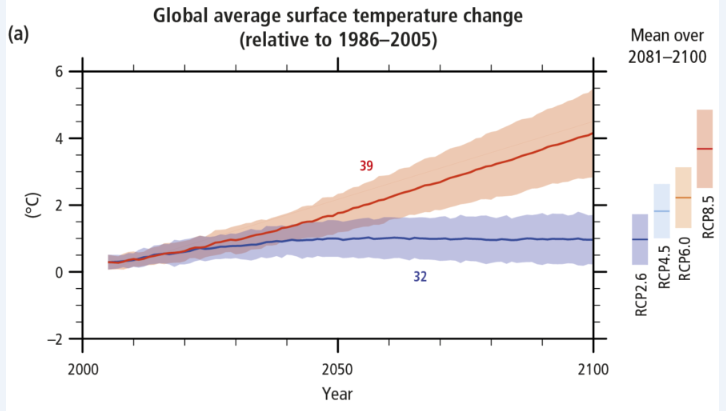 Global average surface temperature change
(relative to 1986–2005)
(a)
Mean over
2081–2100
6
4
2
0
−2
(°C)
39
32
2000
2050
2100
Year
RCP2.6
RCP4.5
RCP6.0
RCP8.5